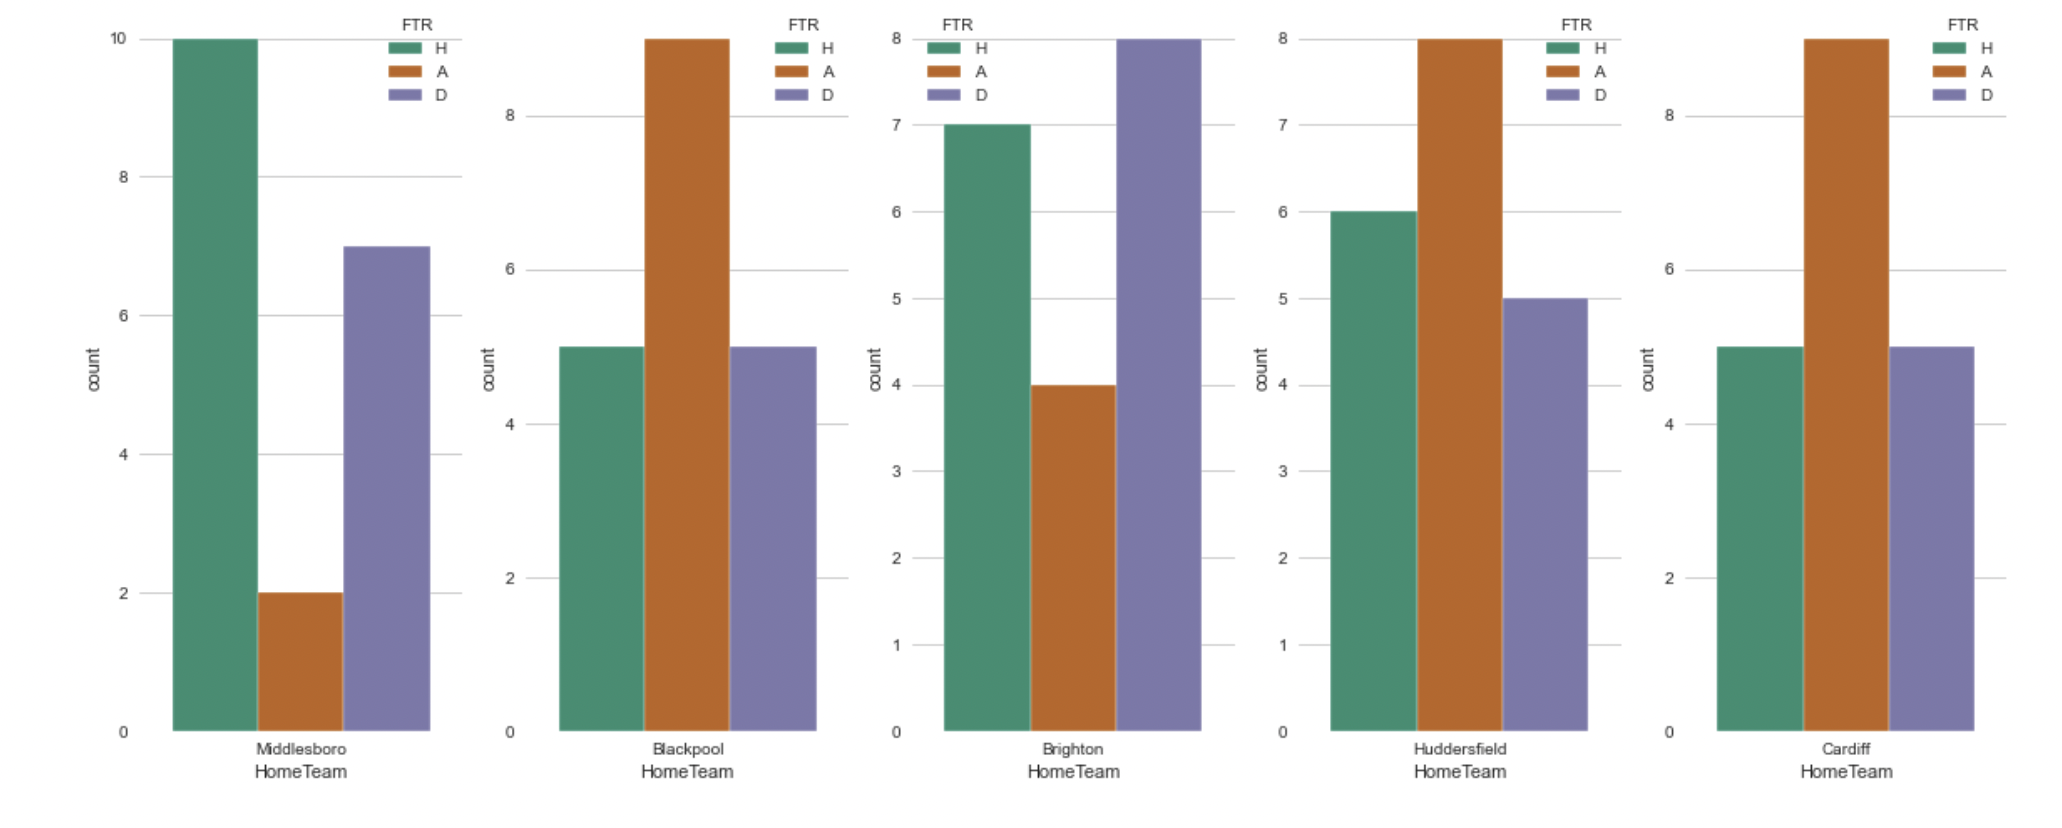 FTR
H
A
D
10
8
6
4
2
0
count
Middlesboro
HomeTeam
FTR
H
A
D
8
6
4
2
0
count
Blackpool
HomeTeam
FTR
H
A
D
8
7
6
5
4
3
2
1
0
count
Brighton
HomeTeam
FTR
H
A
D
8
7
6
5
4
3
2
1
0
count
Huddersfield
HomeTeam
FTR
H
A
D
8
6
4
2
0
count
Cardiff
HomeTeam